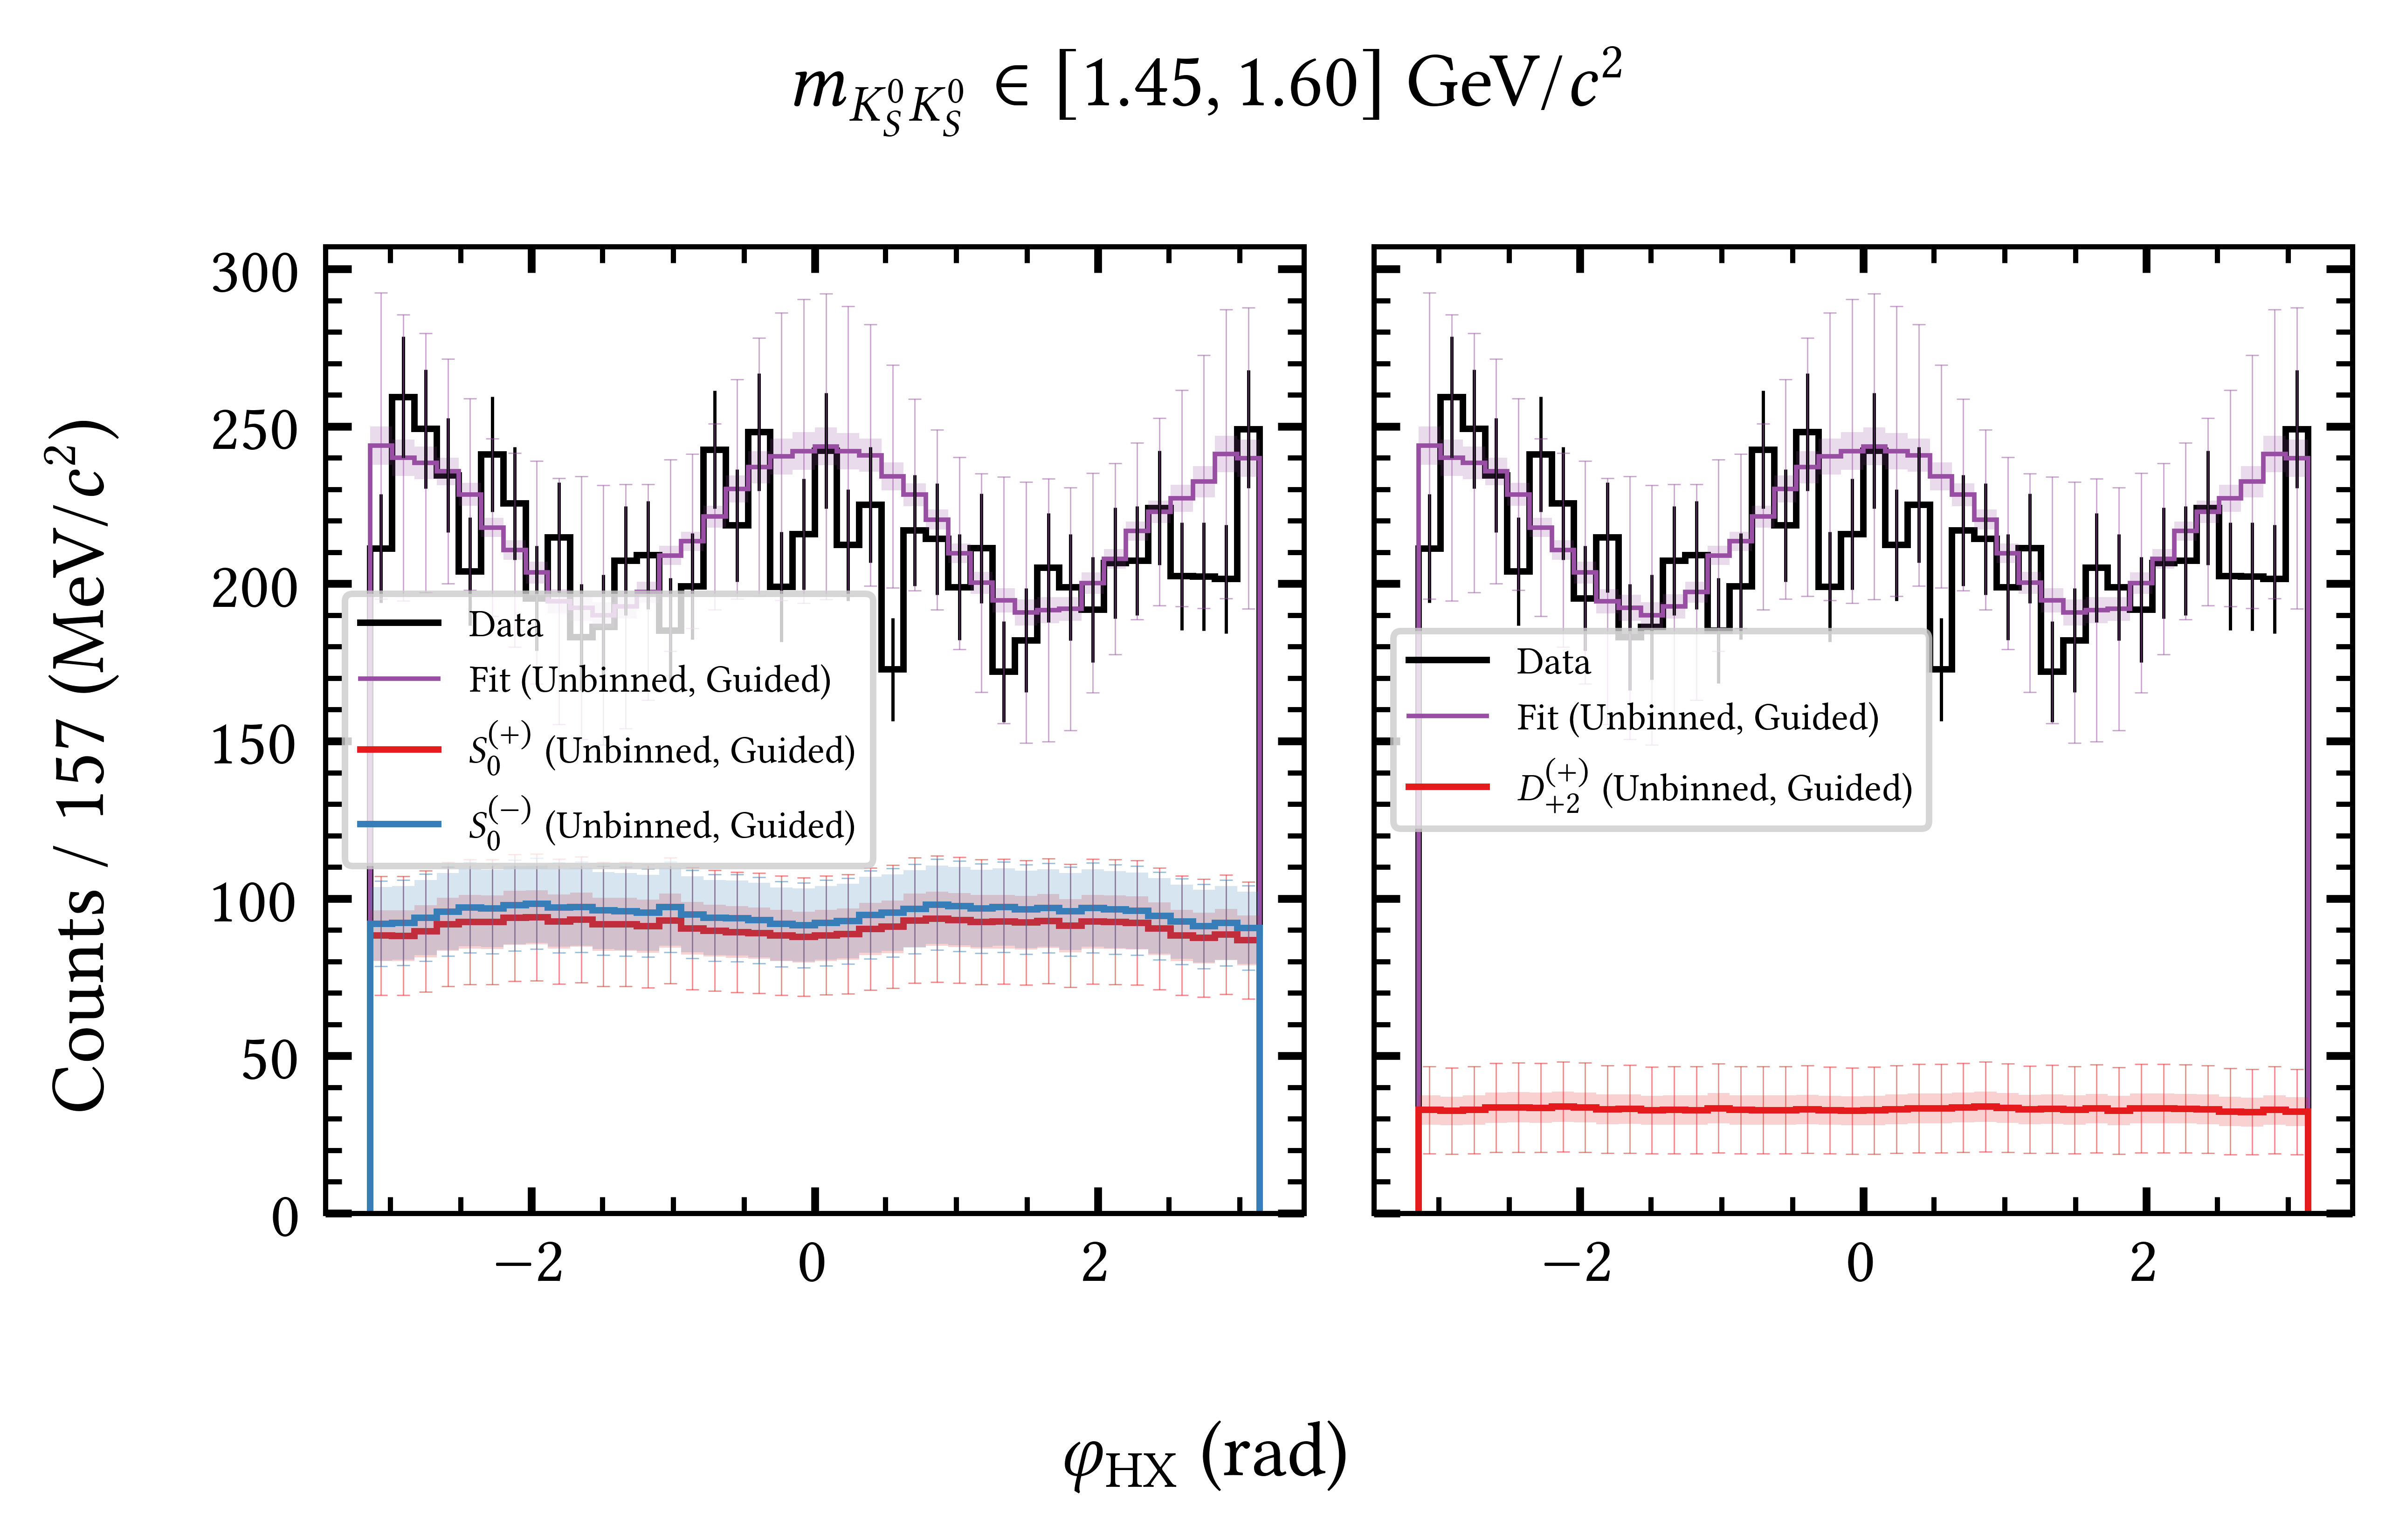 m_{K_S^0 K_S^0} ∈ [1.45, 1.60] GeV/c²
Counts / 157 (MeV/c²)
300
250
200
150
100
50
0
Data
Fit (Unbinned, Guided)
S_0^{(+)} (Unbinned, Guided)
S_0^{(−)} (Unbinned, Guided)
−2
0
2
Data
Fit (Unbinned, Guided)
D_{+2}^{(+)} (Unbinned, Guided)
−2
0
2
φ_{HX} (rad)